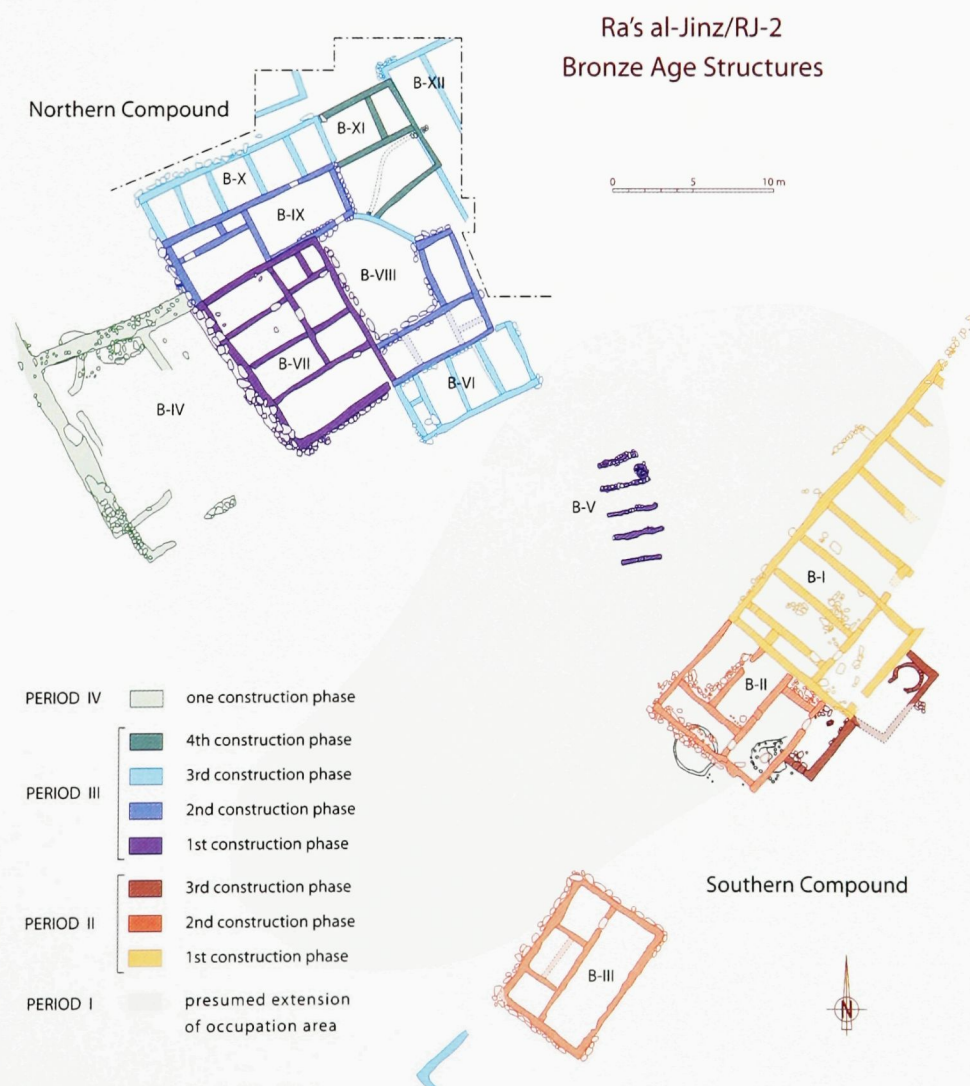 Ra's al-Jinz/RJ-2
Bronze Age Structures
Northern Compound
B-XII
B-XI
B-X
B-IX
B-VIII
B-VII
B-VI
B-IV
0 5 10 m
B-V
B-I
B-II
PERIOD IV one construction phase
4th construction phase
3rd construction phase
PERIOD III
2nd construction phase
1st construction phase
3rd construction phase
PERIOD II 2nd construction phase
1st construction phase
PERIOD I presumed extension
of occupation area
Southern Compound
B-III
N